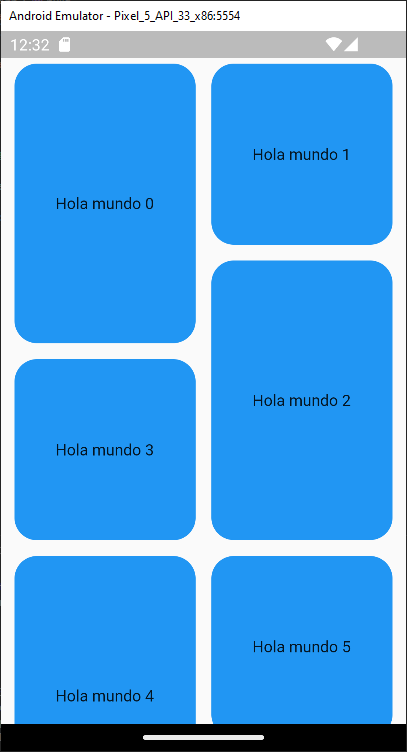 Android Emulator - Pixel_5_API_33_x86:5554
12:32
Hola mundo 0
Hola mundo 1
Hola mundo 2
Hola mundo 3
Hola mundo 4
Hola mundo 5